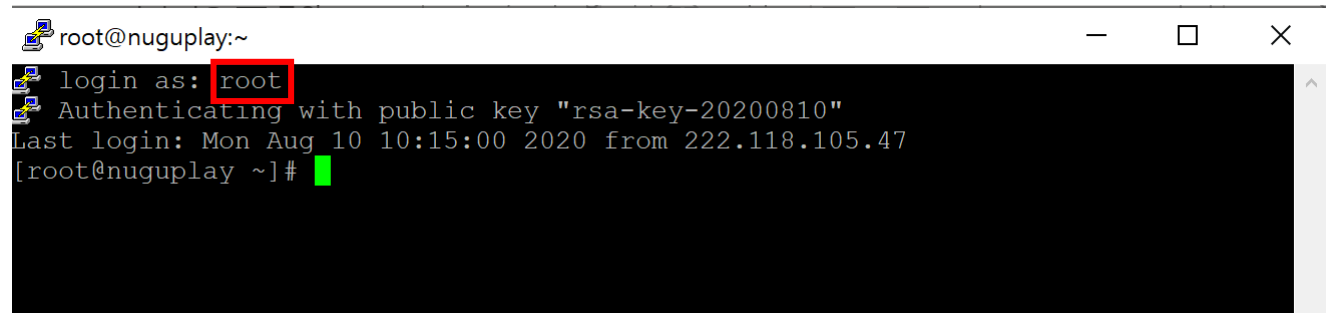 root@nuguplay:~
login as: root
Authenticating with public key "rsa-key-20200810"
Last login: Mon Aug 10 10:15:00 2020 from 222.118.105.47
[root@nuguplay ~]#